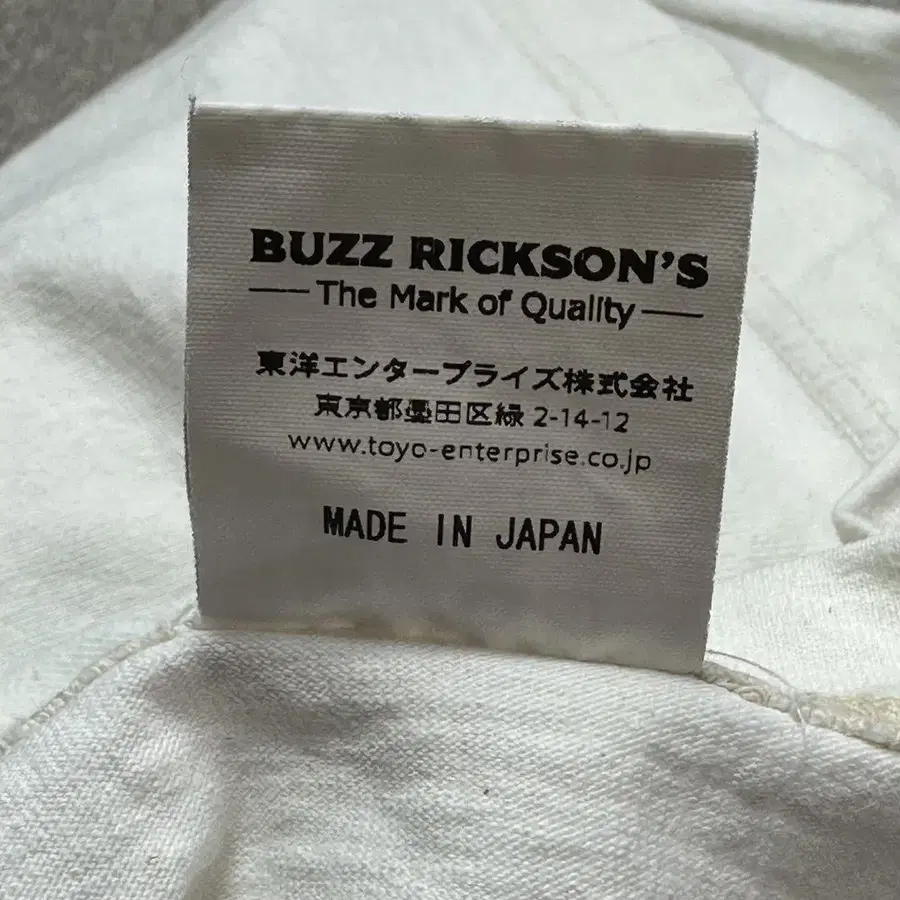 BUZZ RICKSON'S
The Mark of Quality
東洋エンタープライズ株式会社
東京都墨田区緑 2-14-12
www.toyo-enterprise.co.jp
MADE IN JAPAN